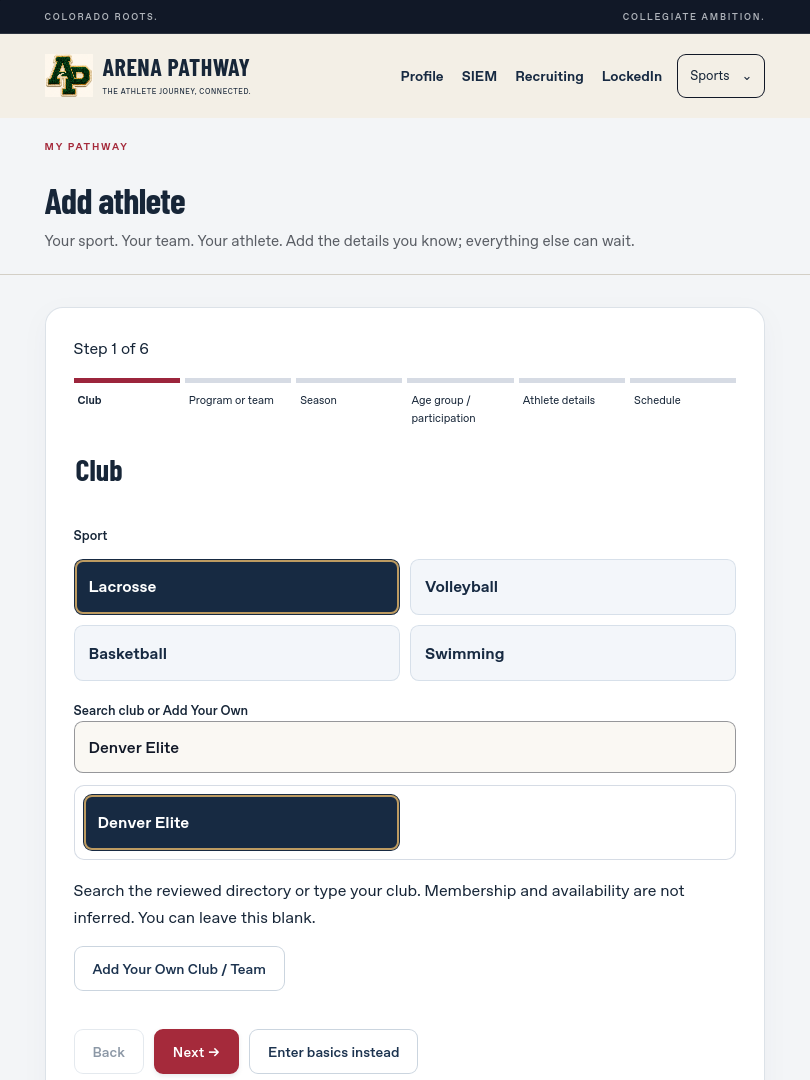 COLORADO ROOTS.
COLLEGIATE AMBITION.
AP
ARENA PATHWAY
THE ATHLETE JOURNEY, CONNECTED.
Profile
SIEM
Recruiting
LockedIn
Sports
MY PATHWAY
Add athlete
Your sport. Your team. Your athlete. Add the details you know; everything else can wait.
Step 1 of 6
Club
Program or team
Season
Age group /
participation
Athlete details
Schedule
Club
Sport
Lacrosse
Volleyball
Basketball
Swimming
Search club or Add Your Own
Denver Elite
Denver Elite
Search the reviewed directory or type your club. Membership and availability are not
inferred. You can leave this blank.
Add Your Own Club / Team
Back
Next →
Enter basics instead